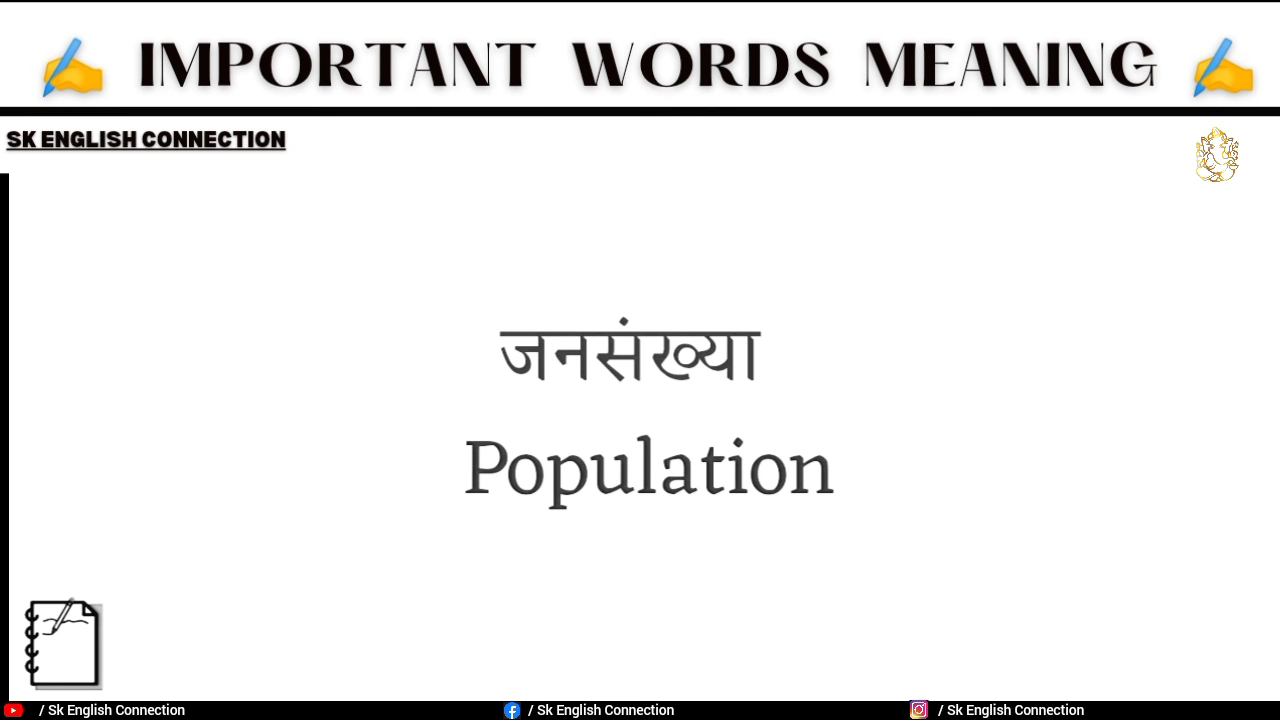 ✍️ IMPORTANT WORDS MEANING ✍️
SK ENGLISH CONNECTION
जनसंख्या
Population
/ Sk English Connection
/ Sk English Connection
/ Sk English Connection